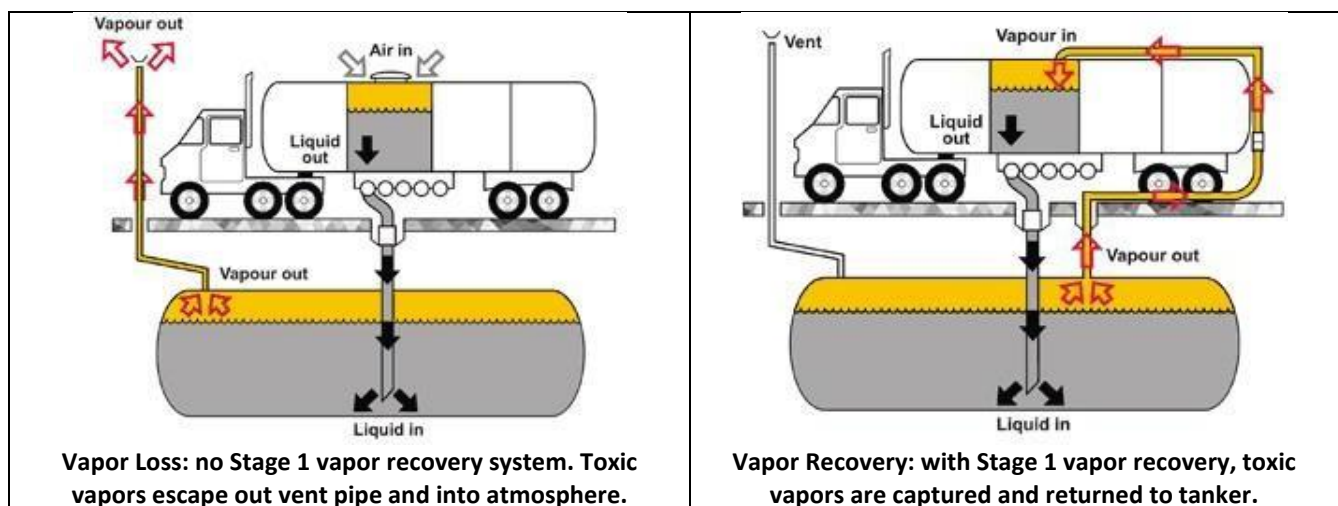 Vapour out
Air in
Liquid
out
Vapour out
Liquid in
Vapor Loss: no Stage 1 vapor recovery system. Toxic
vapors escape out vent pipe and into atmosphere.
Vent
Vapour in
Liquid
out
Vapour out
Liquid in
Vapor Recovery: with Stage 1 vapor recovery, toxic
vapors are captured and returned to tanker.